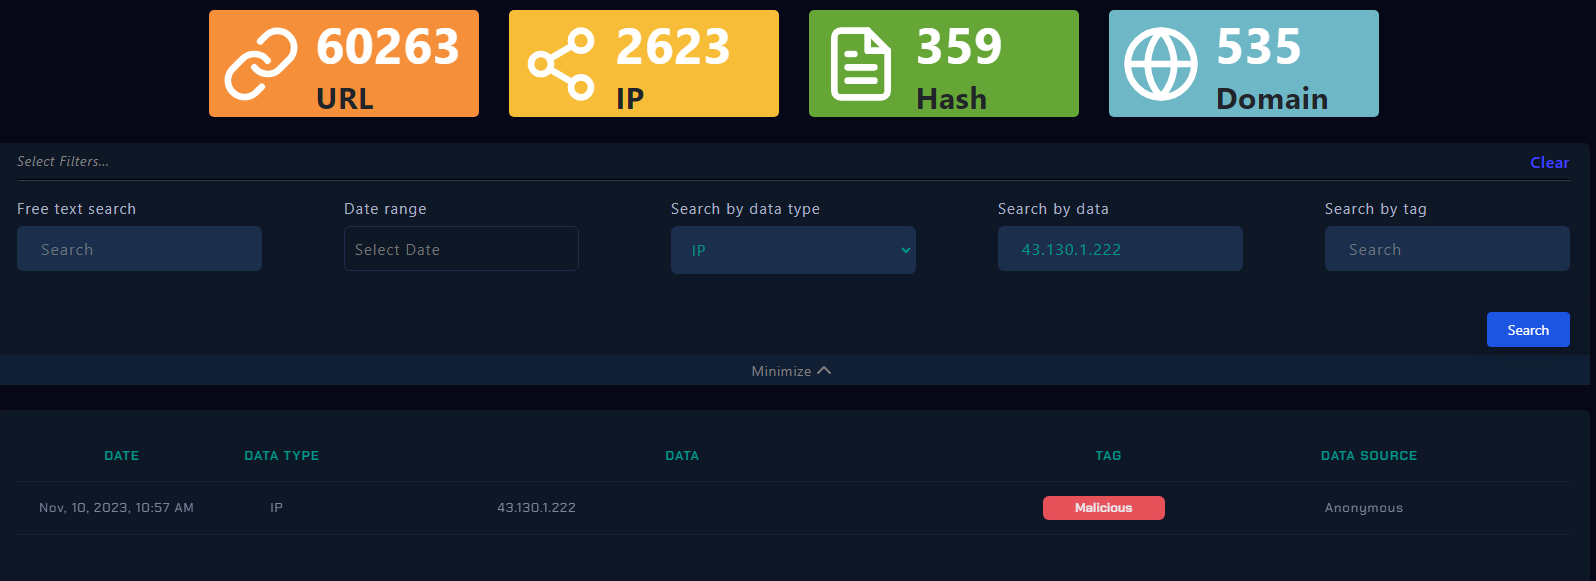 60263
URL
2623
IP
359
Hash
535
Domain
Select Filters...
Clear
Free text search
Search
Date range
Select Date
Search by data type
IP
Search by data
43.130.1.222
Search by tag
Search
Search
Minimize
DATE DATA TYPE DATA TAG DATA SOURCE
Nov, 10, 2023, 10:57 AM IP 43.130.1.222 Malicious Anonymous